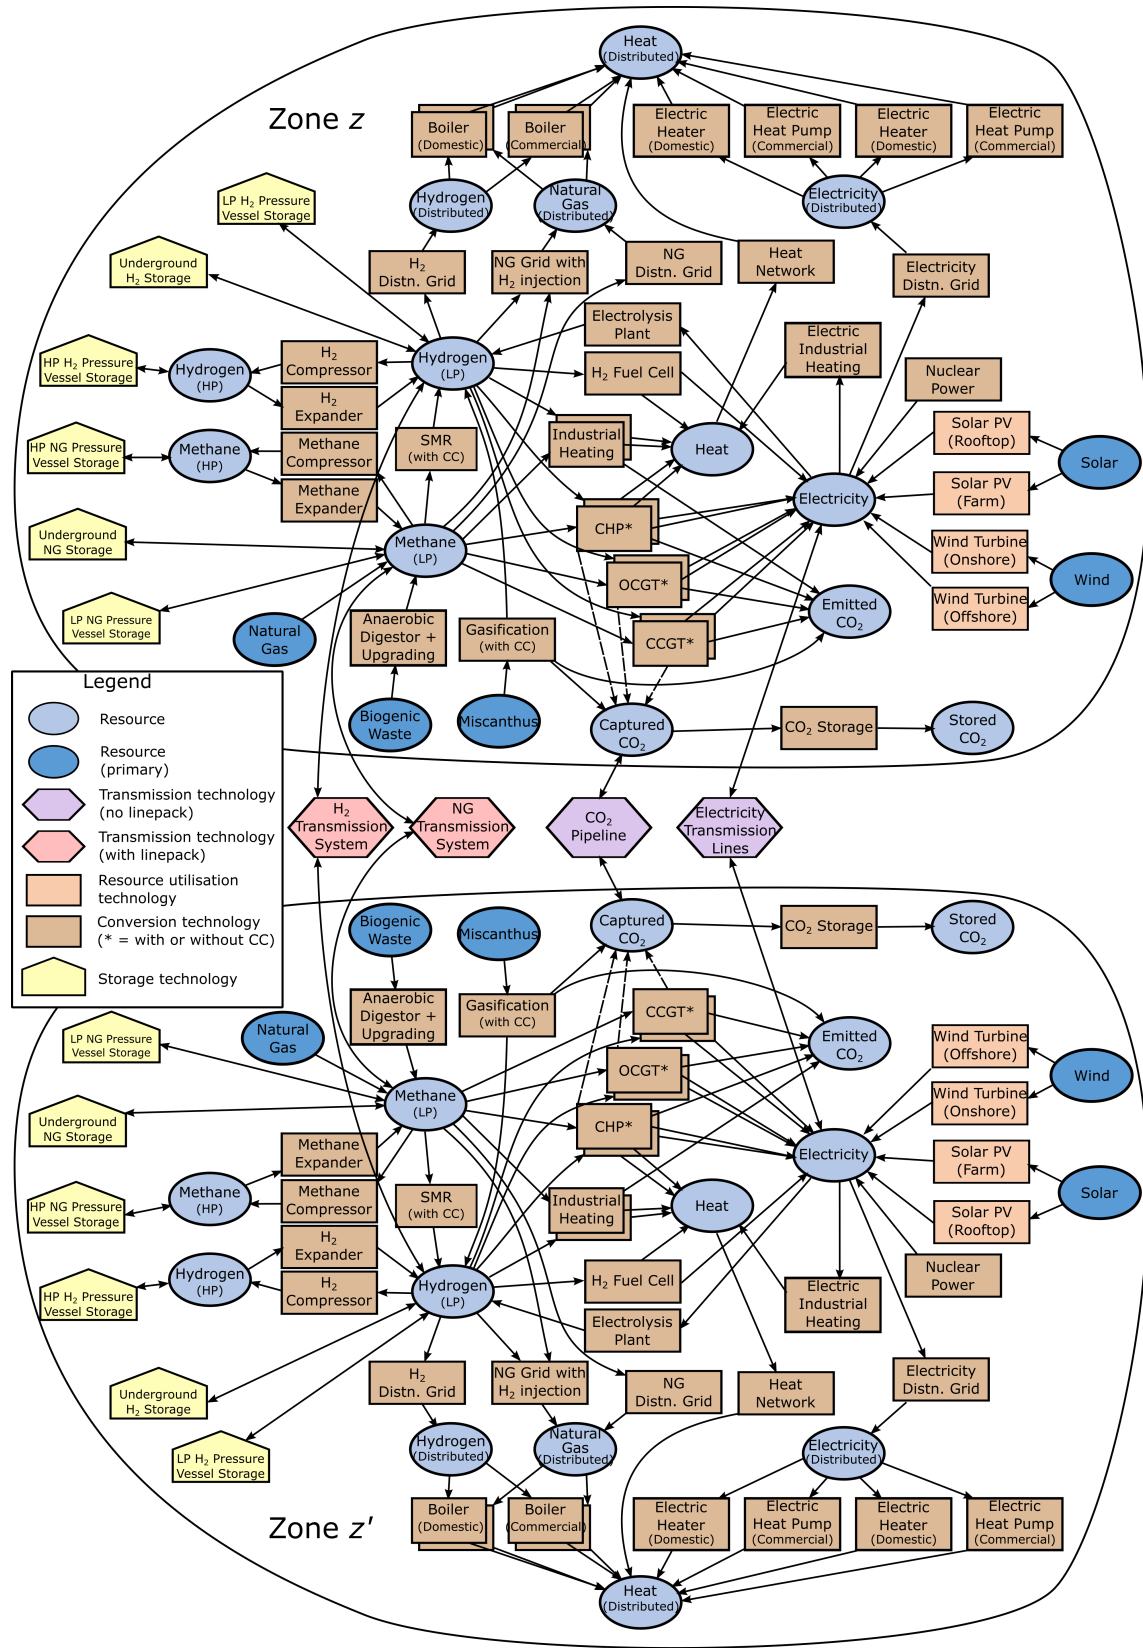 Heat
(Distributed)
Zone z
Boiler
(Domestic)
Boiler
(Commercial)
Electric
Heater
(Domestic)
Electric
Heat Pump
(Commercial)
Electric
Heater
(Domestic)
Electric
Heat Pump
(Commercial)
LP H₂ Pressure
Vessel Storage
Hydrogen
(Distributed)
Natural
Gas
(Distributed)
Electricity
(Distributed)
Underground
H₂ Storage
H₂
Distn. Grid
NG Grid with
H₂ injection
NG
Distn. Grid
Heat
Network
Electricity
Distn. Grid
Electrolysis
Plant
Electric
Industrial
Heating
HP H₂ Pressure
Vessel Storage
Hydrogen
(HP)
H₂
Compressor
Hydrogen
(LP)
H₂ Fuel Cell
Nuclear
Power
H₂
Expander
Solar PV
(Rooftop)
HP NG Pressure
Vessel Storage
Methane
(HP)
Methane
Compressor
SMR
(with CC)
Industrial
Heating
Heat
Solar
Methane
Expander
Electricity
Solar PV
(Farm)
Underground
NG Storage
Methane
(LP)
CHP*
Wind Turbine
(Onshore)
OCGT*
Wind
LP NG Pressure
Vessel Storage
Natural
Gas
Anaerobic
Digestor +
Upgrading
Gasification
(with CC)
CCGT*
Emitted
CO₂
Wind Turbine
(Offshore)
Biogenic
Waste
Miscanthus
Captured
CO₂
CO₂ Storage
Stored
CO₂
Legend
Resource
Resource
(primary)
Transmission technology
(no linepack)
Transmission technology
(with linepack)
Resource utilisation
technology
Conversion technology
(* = with or without CC)
Storage technology
H₂
Transmission
System
NG
Transmission
System
CO₂
Pipeline
Electricity
Transmission
Lines
Biogenic
Waste
Miscanthus
Captured
CO₂
CO₂ Storage
Stored
CO₂
LP NG Pressure
Vessel Storage
Natural
Gas
Anaerobic
Digestor +
Upgrading
Gasification
(with CC)
CCGT*
Emitted
CO₂
Wind Turbine
(Offshore)
OCGT*
Wind
Underground
NG Storage
Methane
(LP)
CHP*
Wind Turbine
(Onshore)
Methane
Expander
Electricity
Solar PV
(Farm)
HP NG Pressure
Vessel Storage
Methane
(HP)
Methane
Compressor
SMR
(with CC)
Industrial
Heating
Heat
Solar
H₂
Expander
Solar PV
(Rooftop)
HP H₂ Pressure
Vessel Storage
Hydrogen
(HP)
H₂
Compressor
Hydrogen
(LP)
H₂ Fuel Cell
Nuclear
Power
Electrolysis
Plant
Electric
Industrial
Heating
Underground
H₂ Storage
H₂
Distn. Grid
NG Grid with
H₂ injection
NG
Distn. Grid
Heat
Network
Electricity
Distn. Grid
LP H₂ Pressure
Vessel Storage
Hydrogen
(Distributed)
Natural
Gas
(Distributed)
Electricity
(Distributed)
Zone z'
Boiler
(Domestic)
Boiler
(Commercial)
Electric
Heater
(Domestic)
Electric
Heat Pump
(Commercial)
Electric
Heater
(Domestic)
Electric
Heat Pump
(Commercial)
Heat
(Distributed)